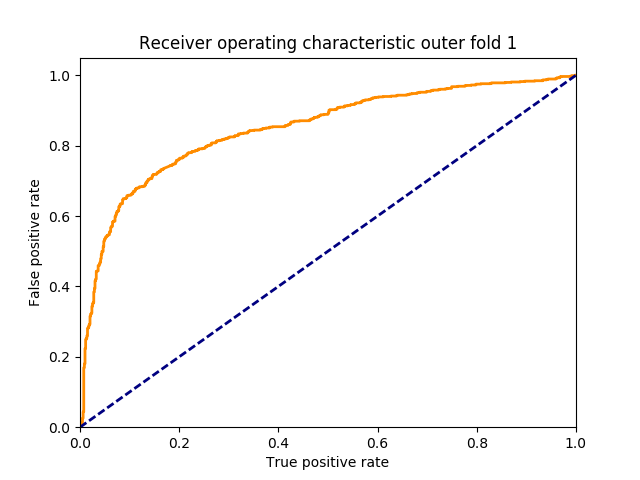 Receiver operating characteristic outer fold 1
1.0
0.8
0.6
0.4
0.2
0.0
False positive rate
0.0 0.2 0.4 0.6 0.8 1.0
True positive rate